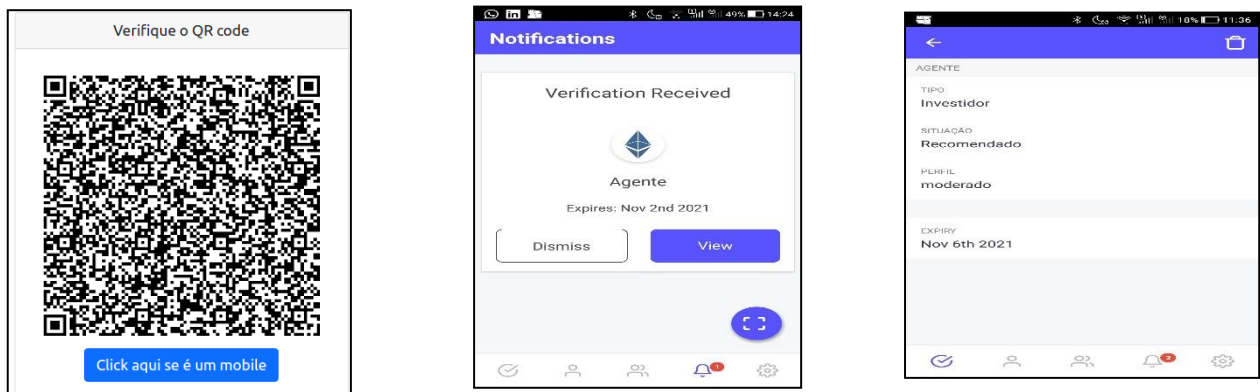 Verifique o QR code
Click aqui se é um mobile
49% 14:24
Notifications
Verification Received
Agente
Expires: Nov 2nd 2021
Dismiss
View
1
18% 11:36
AGENTE
TIPO
Investidor
SITUAÇÃO
Recomendado
PERFIL
moderado
EXPIRY
Nov 6th 2021
2